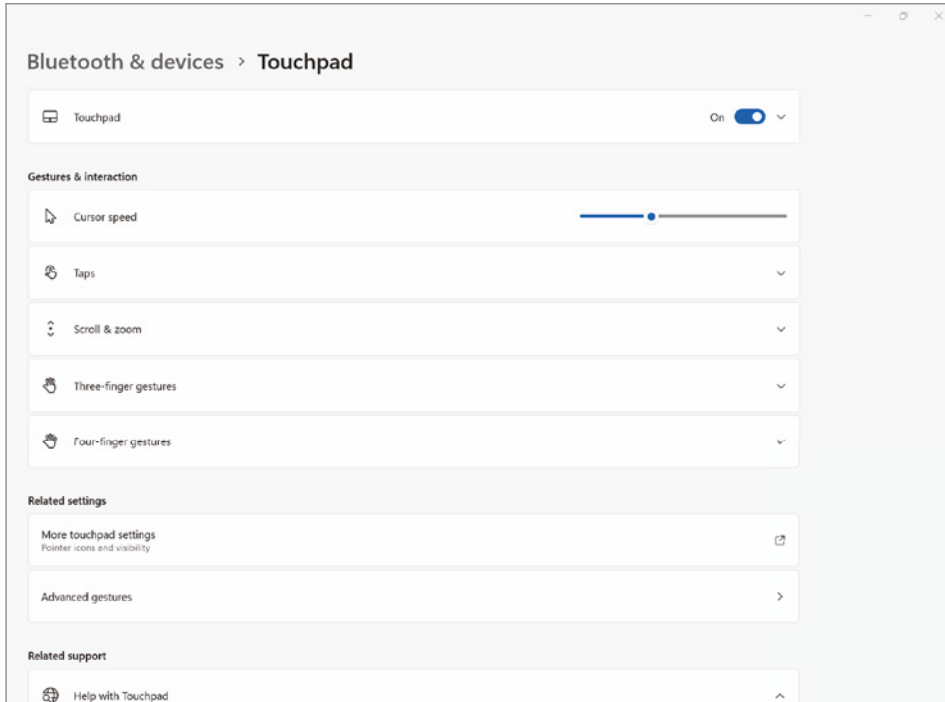 Bluetooth & devices > Touchpad
Touchpad
On
Gestures & interaction
Cursor speed
Taps
Scroll & zoom
Three-finger gestures
Four-finger gestures
Related settings
More touchpad settings
Pointer icons and visibility
Advanced gestures
Related support
Help with Touchpad